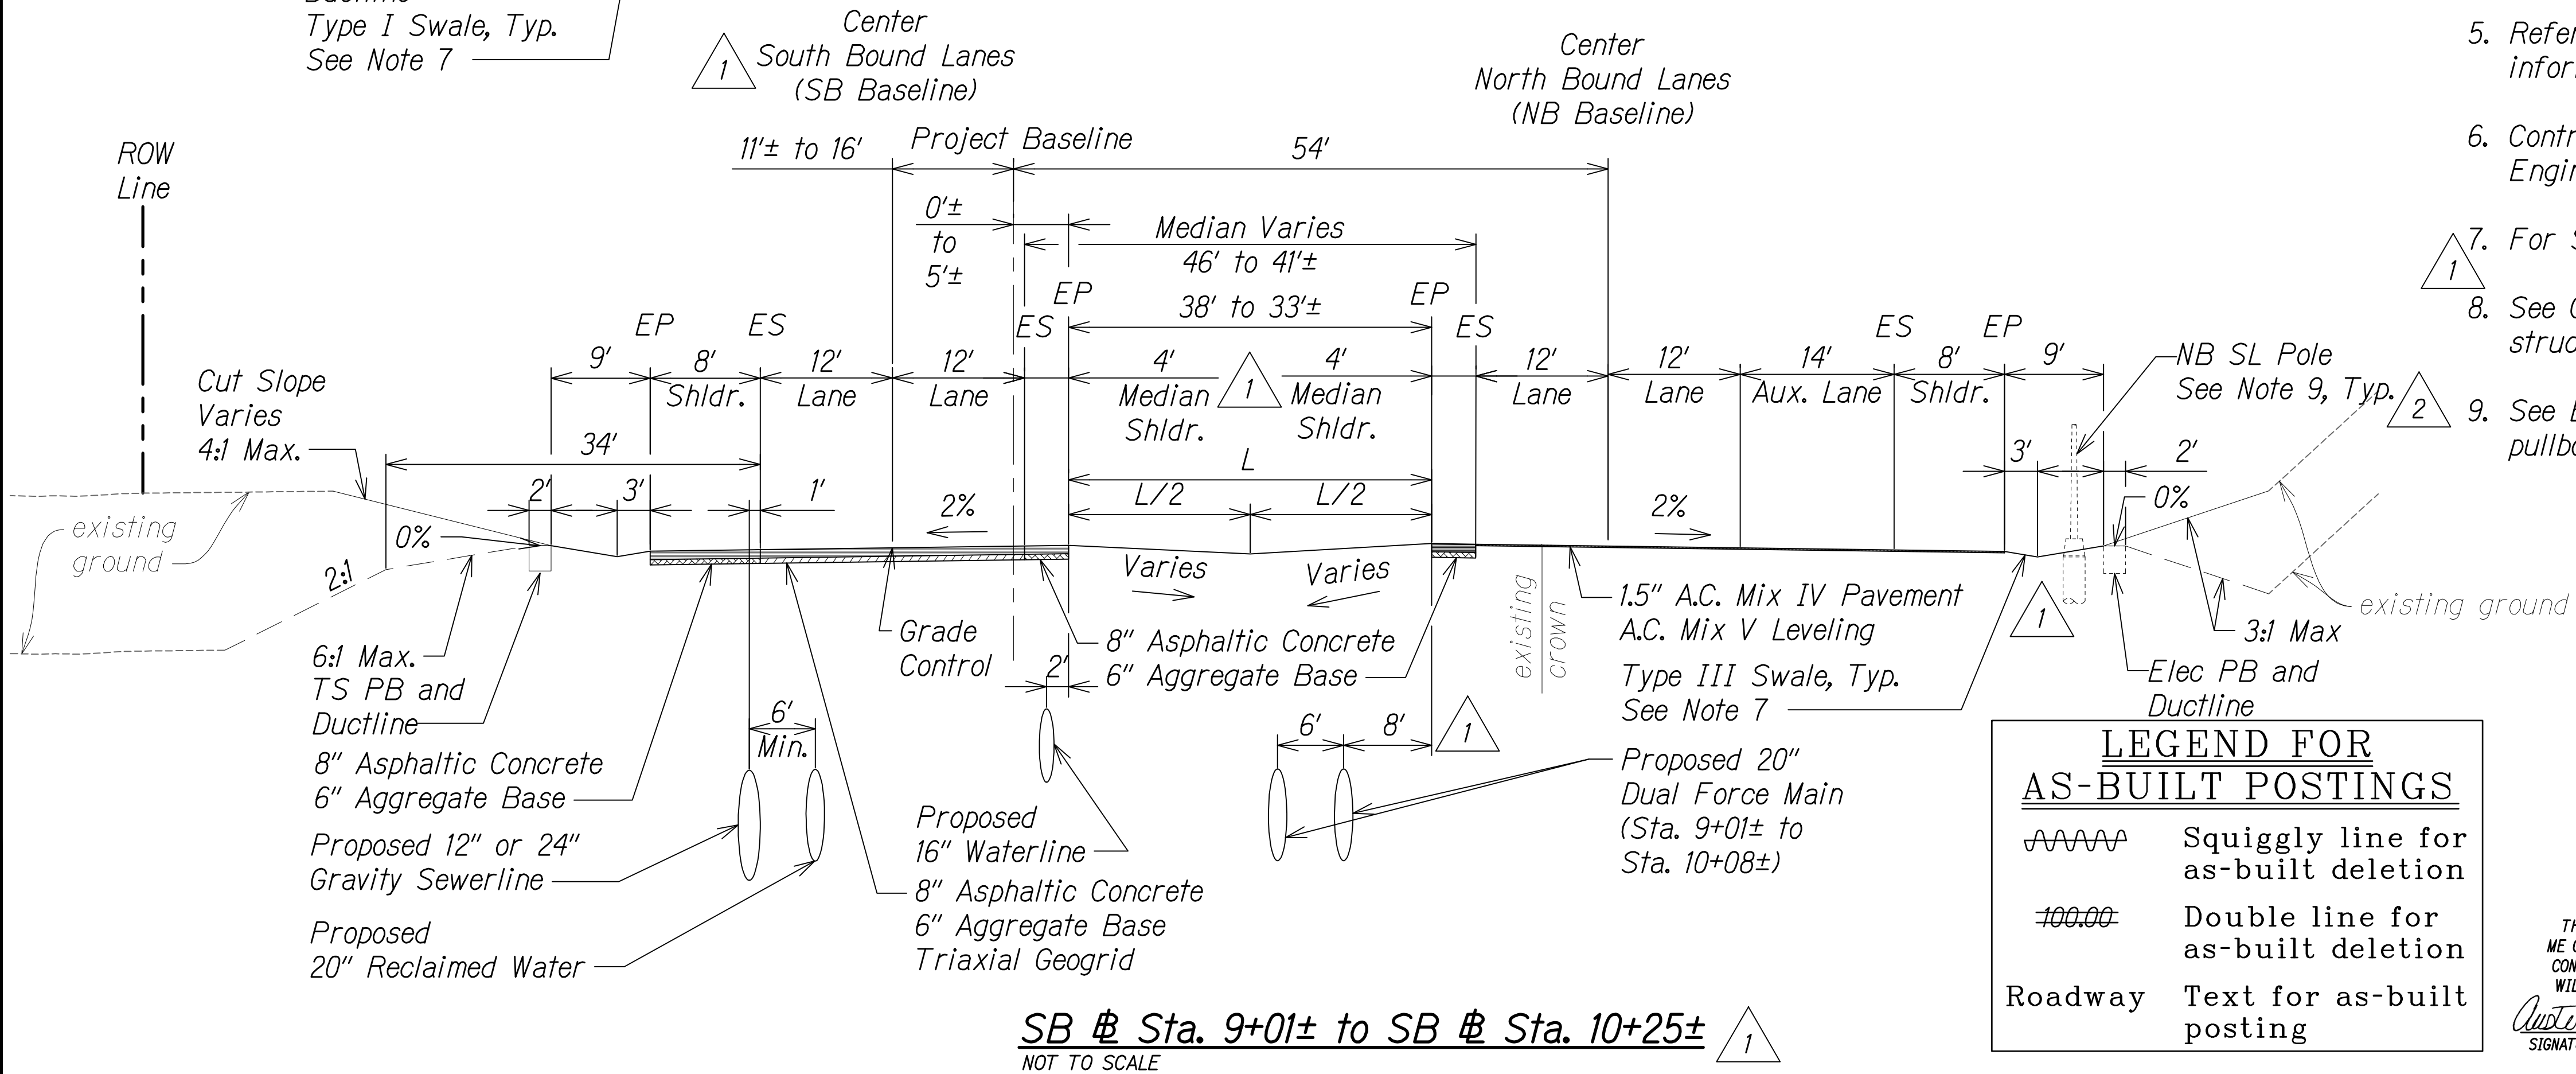 Type I Swale, Typ.
See Note 7
1
Center
South Bound Lanes
(SB Baseline)
Center
North Bound Lanes
(NB Baseline)
ROW
Line
11'± to 16'
Project Baseline
54'
0'±
to
5'±
Median Varies
46' to 41'±
38' to 33'±
EP
ES
ES
EP
EP
ES
ES
EP
9'
8'
Shldr.
12'
Lane
12'
Lane
4'
Median
Shldr.
1
4'
Median
Shldr.
12'
Lane
12'
Lane
14'
Aux. Lane
8'
Shldr.
9'
NB SL Pole
See Note 9, Typ.
2
Cut Slope
Varies
4:1 Max.
34'
2'
3'
1'
2%
L
L/2
L/2
2%
3'
2'
0%
existing
ground
0%
2:1
Varies
Varies
existing
crown
1.5" A.C. Mix IV Pavement
A.C. Mix V Leveling
1
existing ground
3:1 Max
Elec PB and
Ductline
6:1 Max.
TS PB and
Ductline
Grade
Control
8" Asphaltic Concrete
6" Aggregate Base
2'
Type III Swale, Typ.
See Note 7
8" Asphaltic Concrete
6" Aggregate Base
6'
Min.
6'
8'
1
Proposed 20"
Dual Force Main
(Sta. 9+01± to
Sta. 10+08±)
Proposed 12" or 24"
Gravity Sewerline
Proposed
16" Waterline
Proposed
20" Reclaimed Water
8" Asphaltic Concrete
6" Aggregate Base
Triaxial Geogrid
SB BL Sta. 9+01± to SB BL Sta. 10+25±
1
NOT TO SCALE
LEGEND FOR
AS-BUILT POSTINGS
Squiggly line for
as-built deletion
100.00
Double line for
as-built deletion
Roadway
Text for as-built
posting
5. Refer
6.
7. For
1
8. See
9. See
ME
SIGNAT